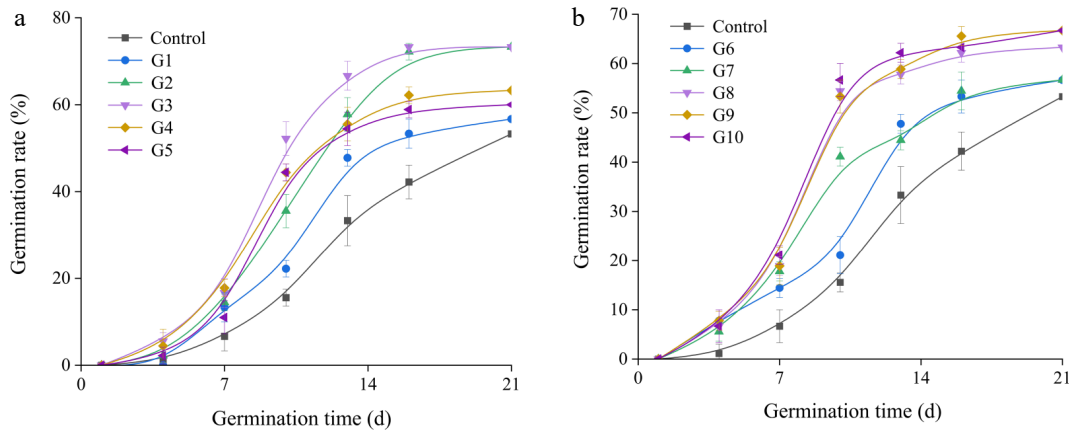 a
Germination rate (%)
80
60
40
20
0
Control
G1
G2
G3
G4
G5
0 7 14 21
Germination time (d)
b
Germination rate (%)
70
60
50
40
30
20
10
0
Control
G6
G7
G8
G9
G10
0 7 14 21
Germination time (d)